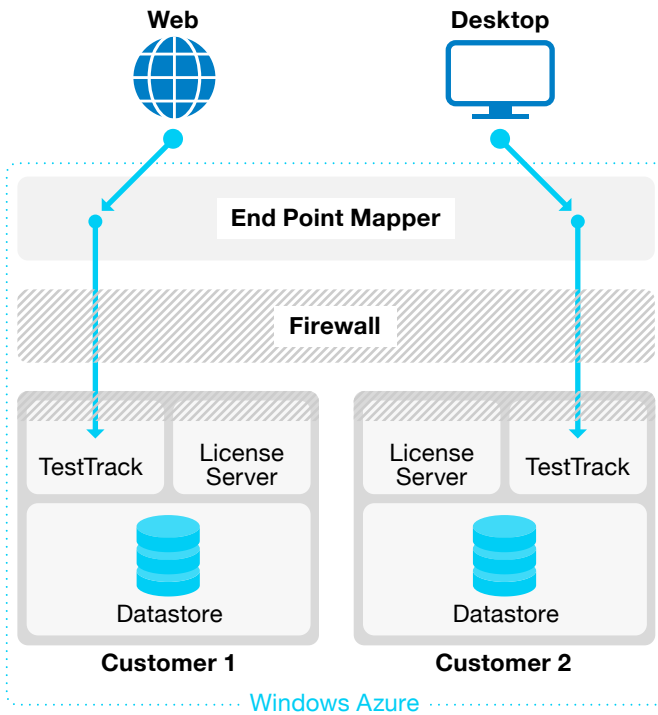 Web
Desktop
End Point Mapper
Firewall
TestTrack
License
Server
License
Server
TestTrack
Datastore
Datastore
Customer 1
Customer 2
Windows Azure